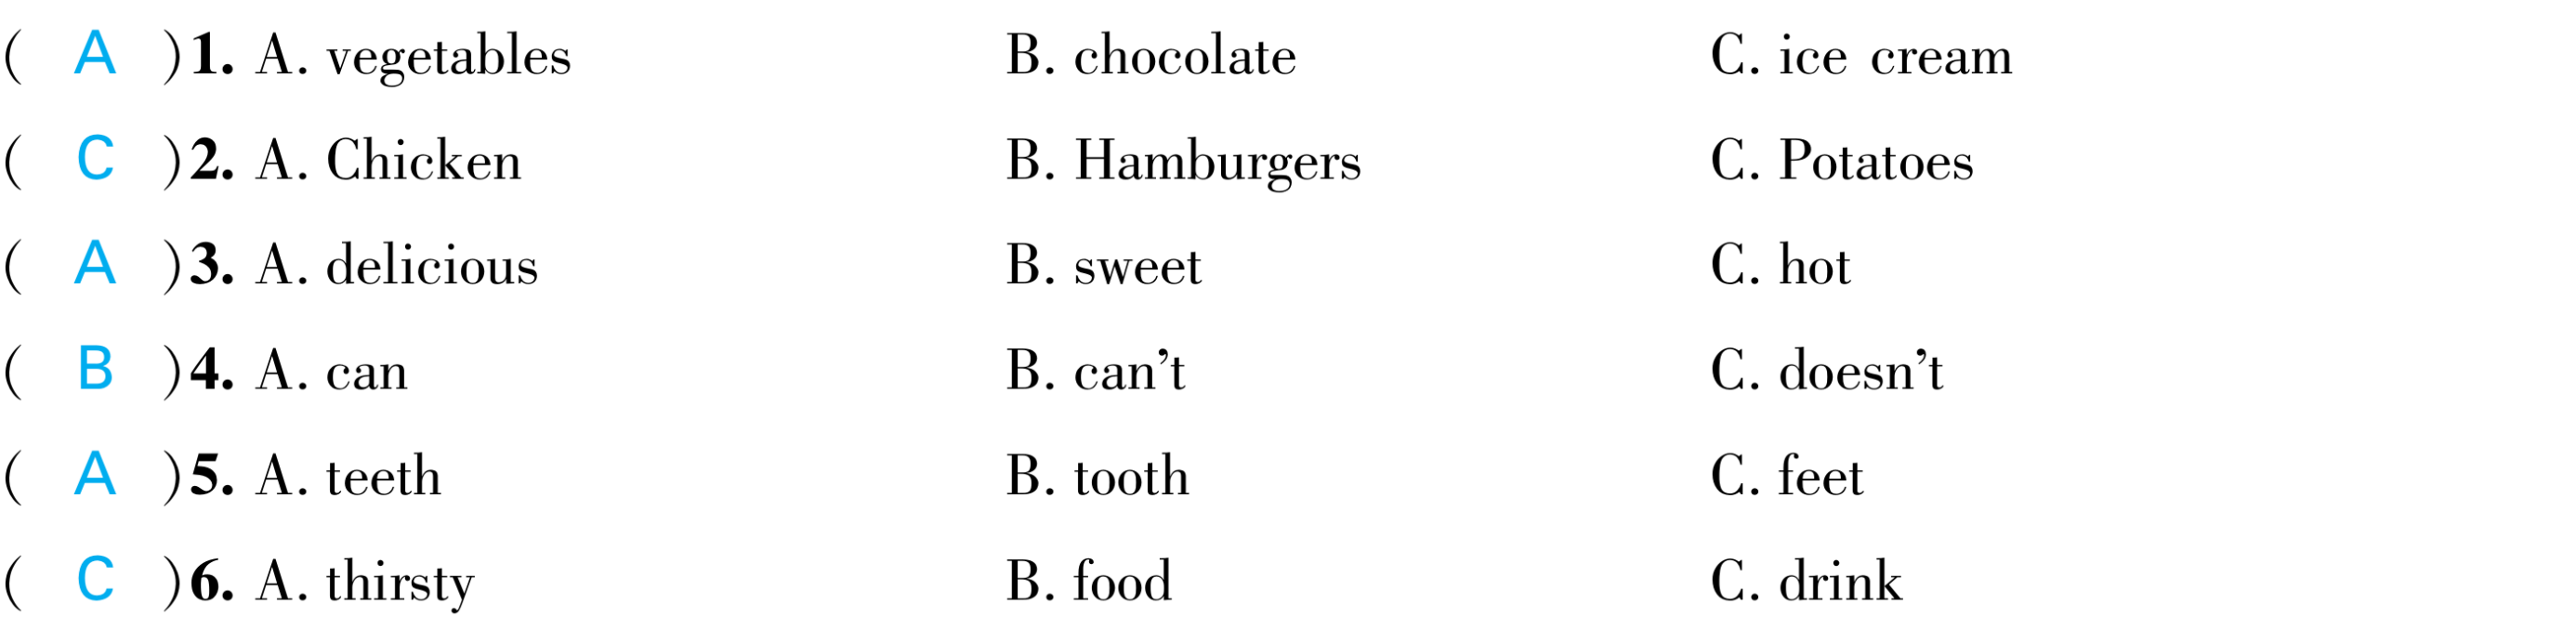 ( A )1. A. vegetables B. chocolate C. ice cream
( C )2. A. Chicken B. Hamburgers C. Potatoes
( A )3. A. delicious B. sweet C. hot
( B )4. A. can B. can’t C. doesn’t
( A )5. A. teeth B. tooth C. feet
( C )6. A. thirsty B. food C. drink